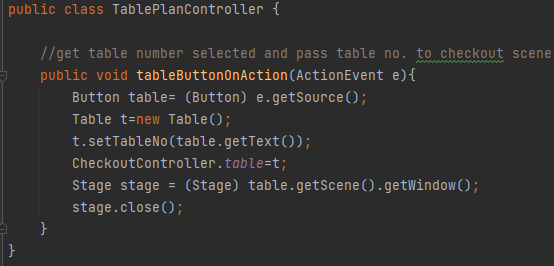 public class TablePlanController {
//get table number selected and pass table no. to checkout scene
public void tableButtonOnAction(ActionEvent e){
Button table= (Button) e.getSource();
Table t=new Table();
t.setTableNo(table.getText());
CheckoutController.table=t;
Stage stage = (Stage) table.getScene().getWindow();
stage.close();
}
}